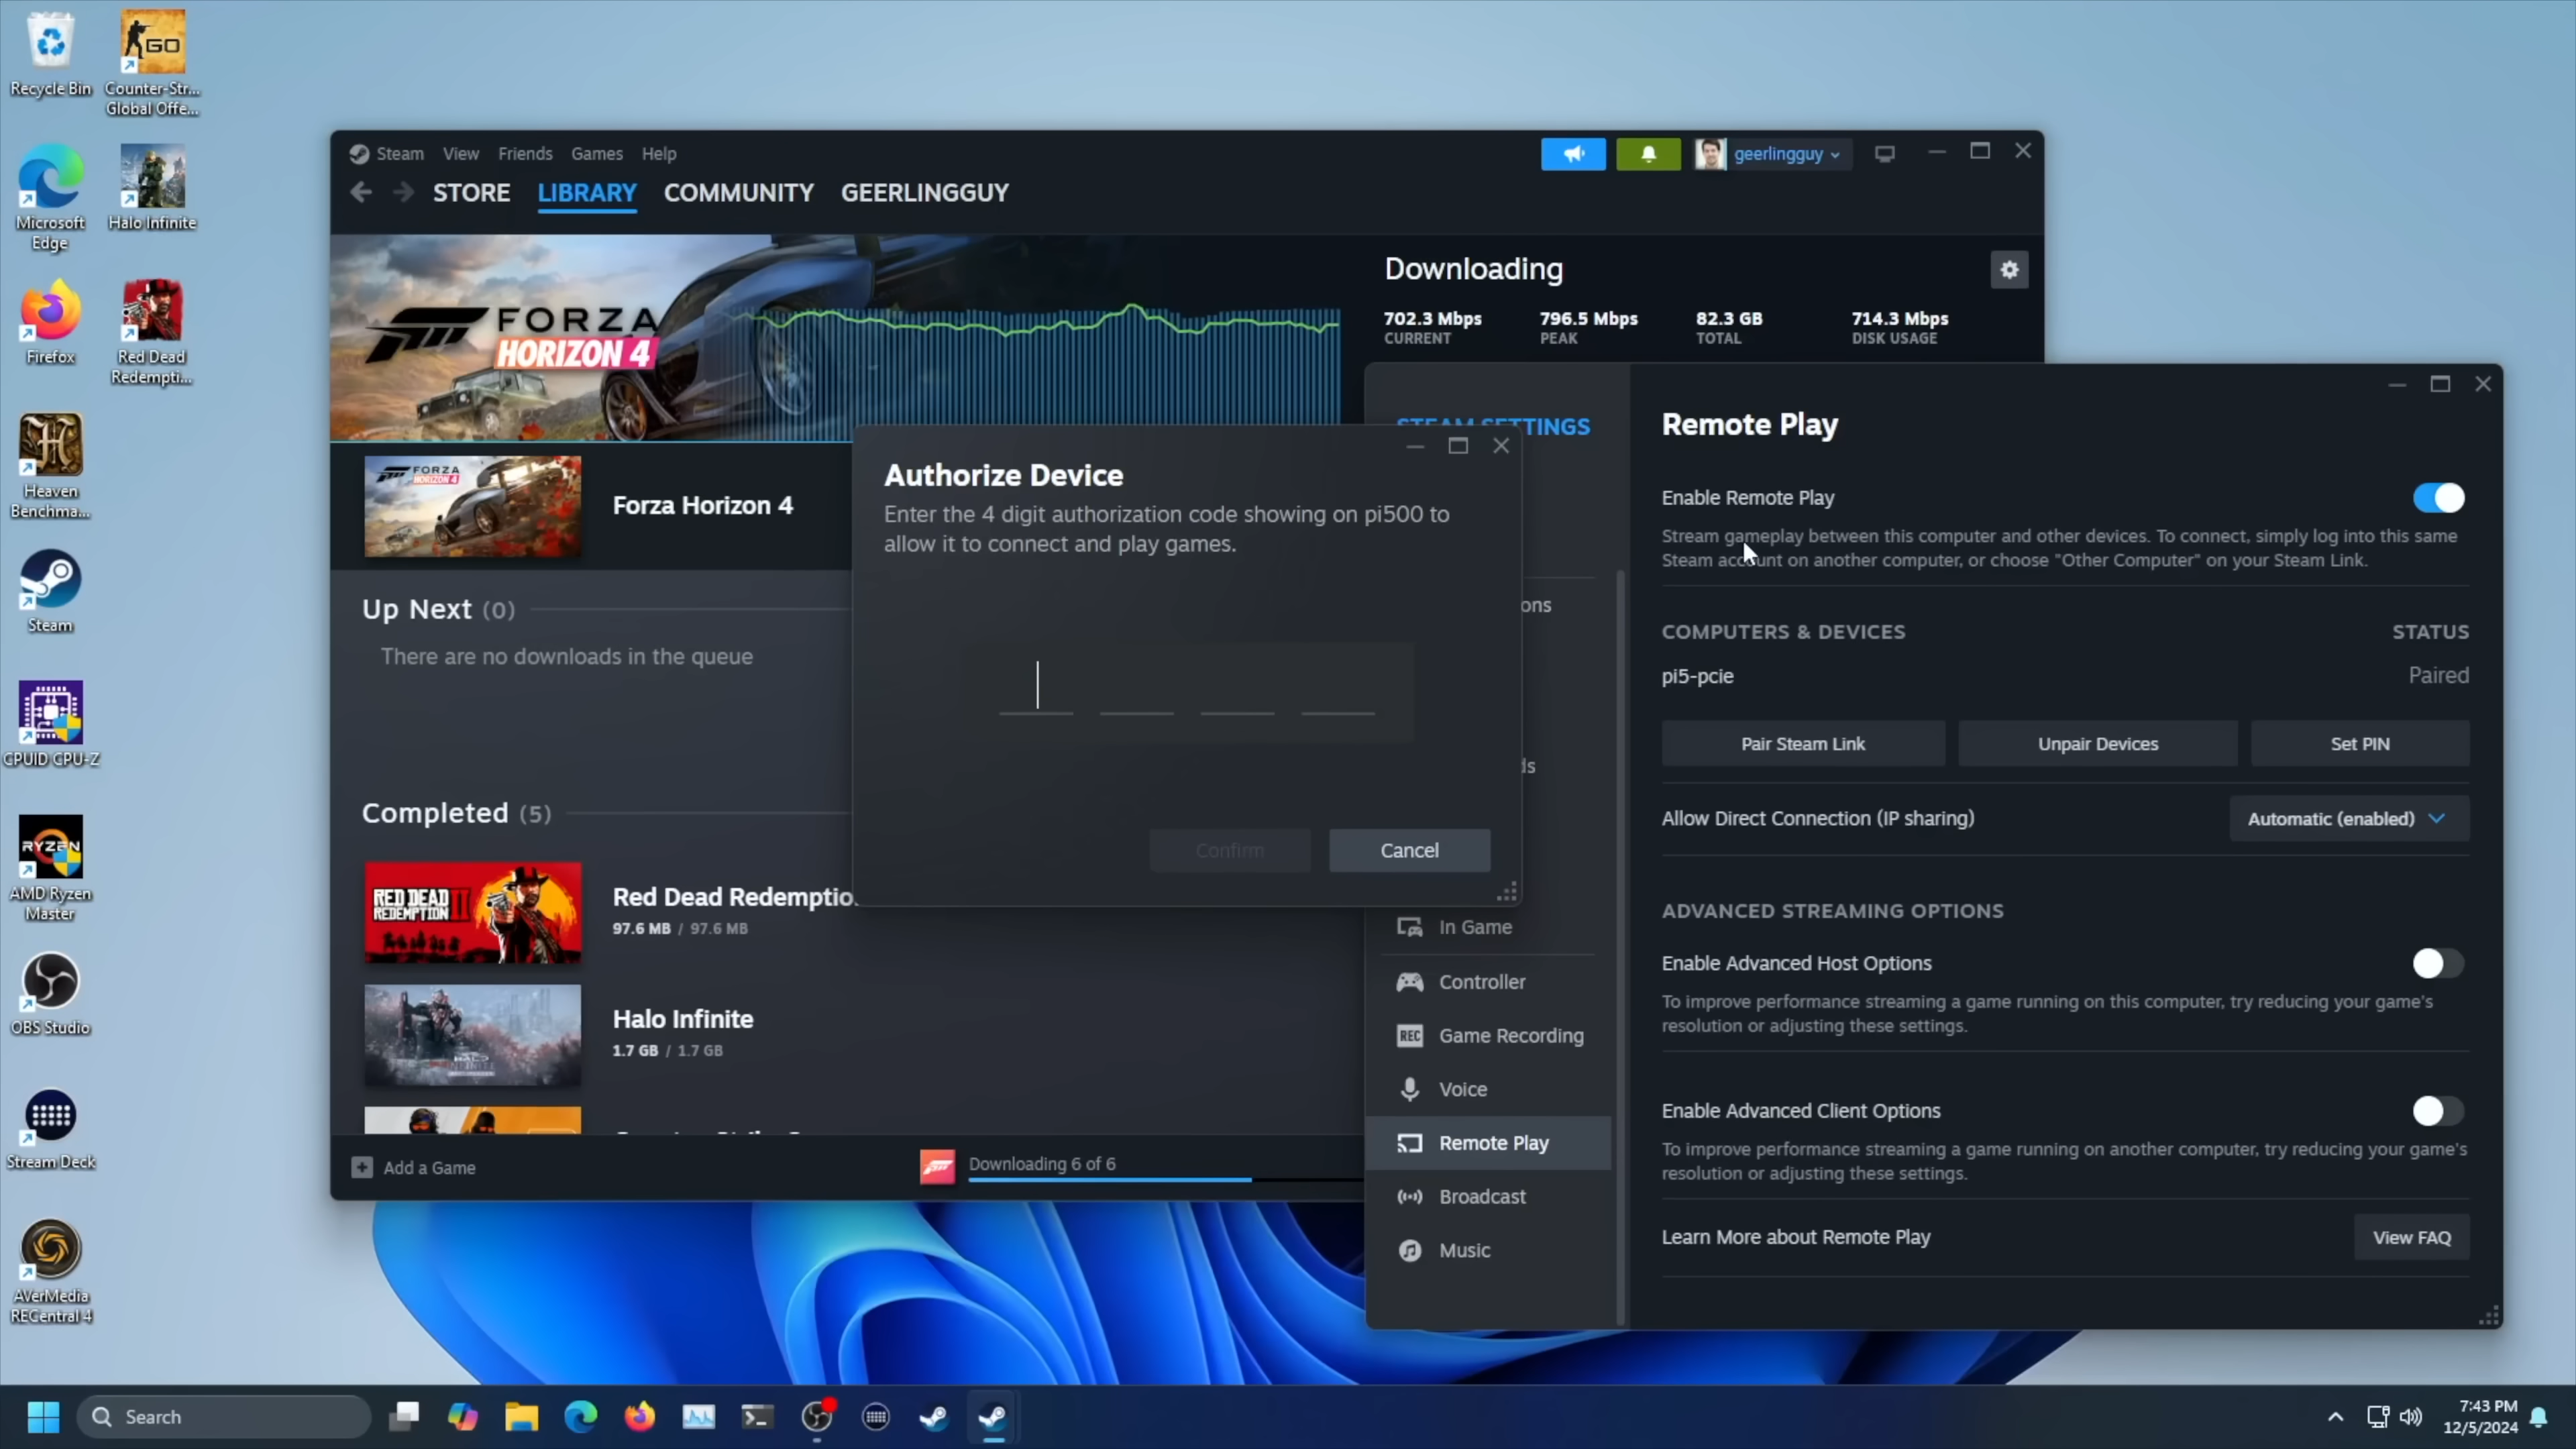 Recycle Bin
Counter-Str...
Global Offe...
Microsoft
Edge
Halo Infinite
Firefox
Red Dead
Redempti...
Heaven
Benchma...
Steam
CPUID CPU-Z
RYZEN
AMD Ryzen
Master
OBS Studio
Stream Deck
AVerMedia
RECentral 4
GO
Steam View Friends Games Help
geerlingguy
STORE LIBRARY COMMUNITY GEERLINGGUY
FORZA
HORIZON 4
Downloading
702.3 Mbps 796.5 Mbps 82.3 GB 714.3 Mbps
CURRENT PEAK TOTAL DISK USAGE
FORZA
HORIZON 4
Forza Horizon 4
Up Next (0)
There are no downloads in the queue
Completed (5)
RED DEAD
Red Dead Redemptio
97.6 MB / 97.6 MB
Halo Infinite
1.7 GB / 1.7 GB
Add a Game
Downloading 6 of 6
Authorize Device
Enter the 4 digit authorization code showing on pi500 to
allow it to connect and play games.
Confirm Cancel
STEAM SETTINGS
ons
ds
In Game
Controller
REC Game Recording
Voice
Remote Play
Broadcast
Music
Remote Play
Enable Remote Play
Stream gameplay between this computer and other devices. To connect, simply log into this same
Steam account on another computer, or choose "Other Computer" on your Steam Link.
COMPUTERS & DEVICES STATUS
pi5-pcie Paired
Pair Steam Link Unpair Devices Set PIN
Allow Direct Connection (IP sharing) Automatic (enabled)
ADVANCED STREAMING OPTIONS
Enable Advanced Host Options
To improve performance streaming a game running on this computer, try reducing your game's
resolution or adjusting these settings.
Enable Advanced Client Options
To improve performance streaming a game running on another computer, try reducing your game's
resolution or adjusting these settings.
Learn More about Remote Play View FAQ
Search
7:43 PM
12/5/2024